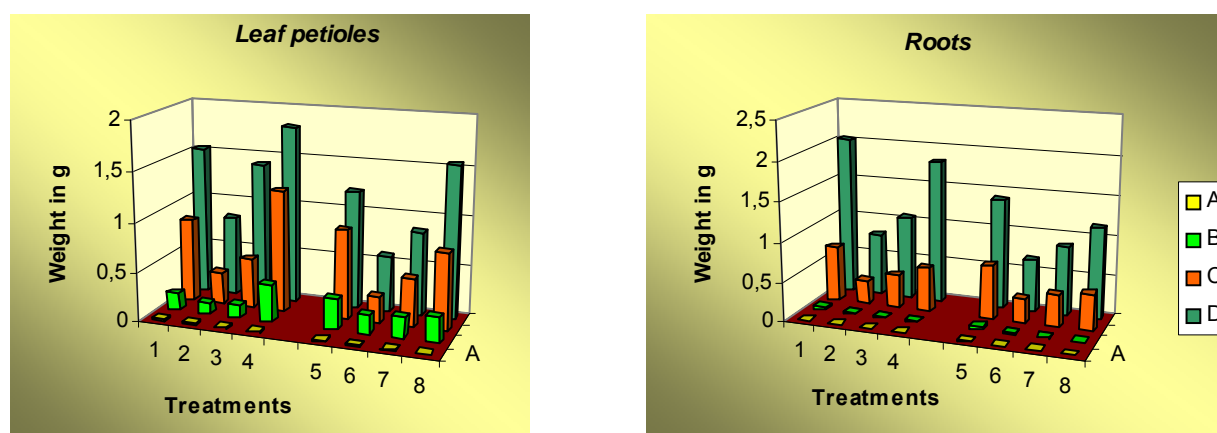 Leaf petioles
Weight in g
2
1,5
1
0,5
0
1 2 3 4 5 6 7 8
A
Treatments
Roots
Weight in g
2,5
2
1,5
1
0,5
0
1 2 3 4 5 6 7 8
A
Treatments
A
B
C
D